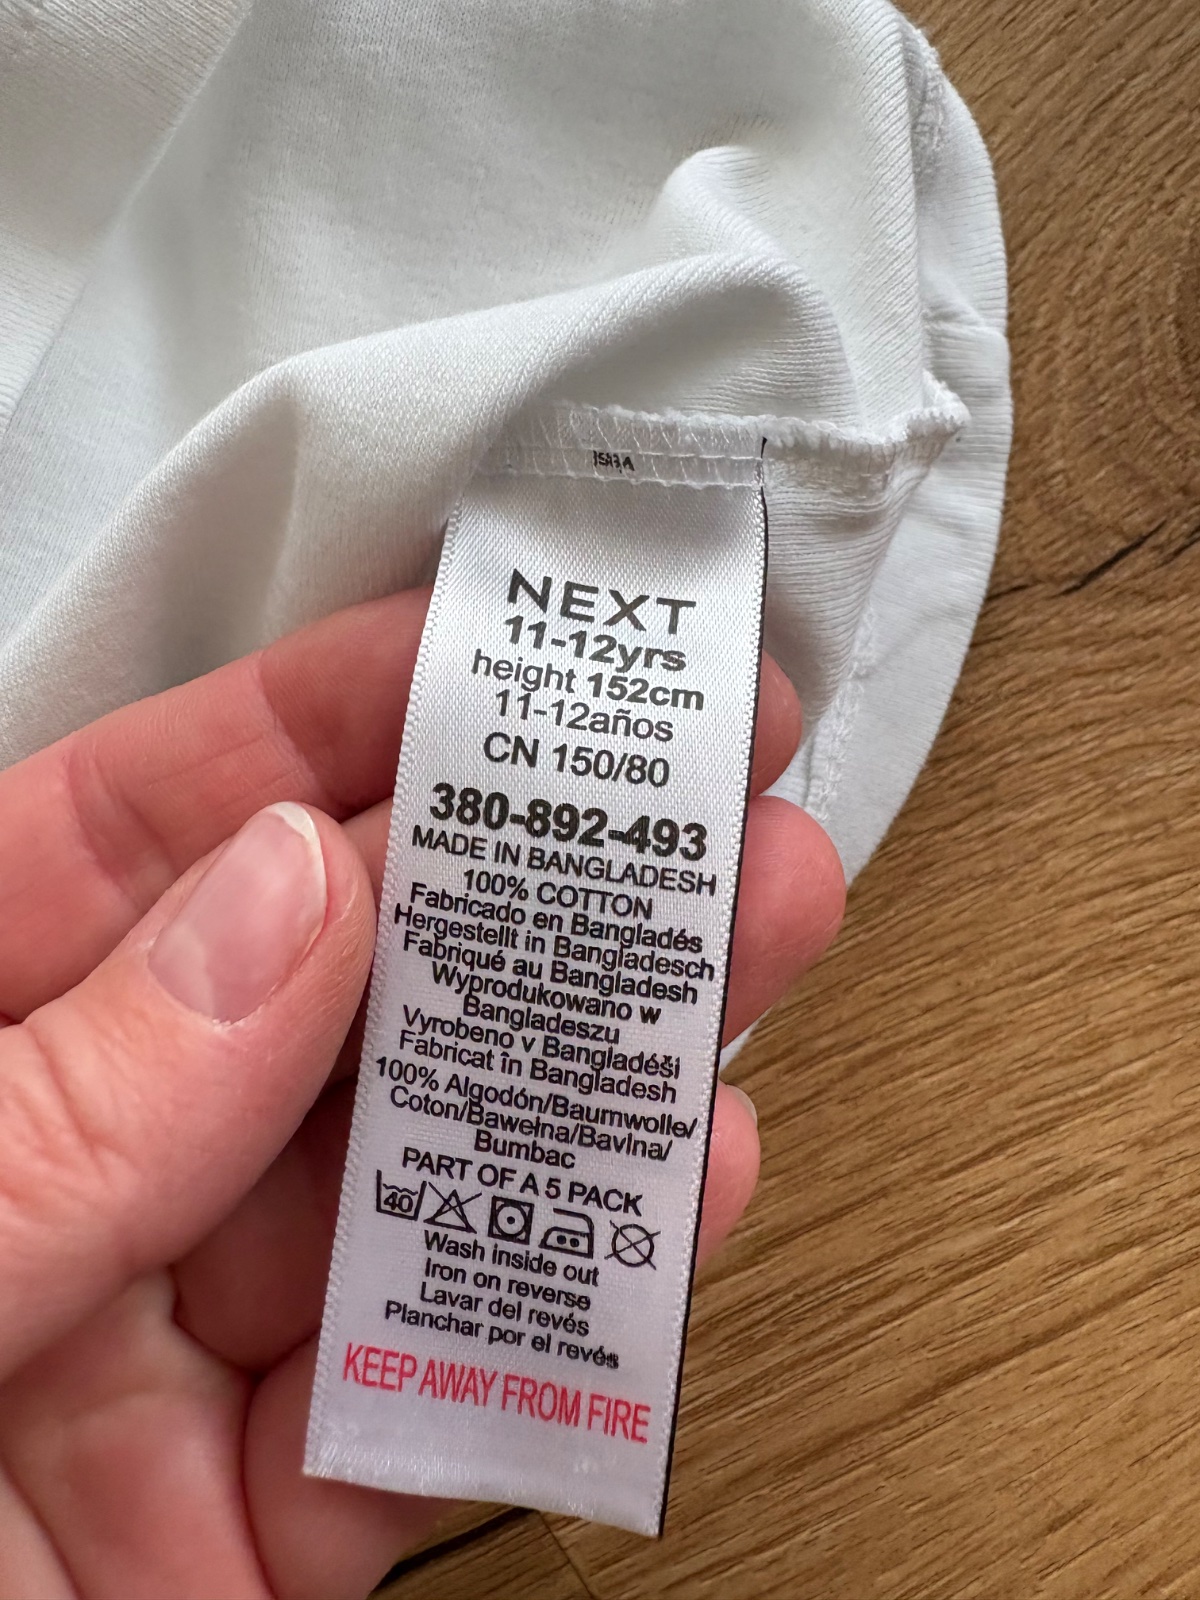 NEXT
11-12yrs
height 152cm
11-12años
CN 150/80
380-892-493
MADE IN BANGLADESH
100% COTTON
Fabricado en Bangladés
Hergestellt in Bangladesch
Fabriqué au Bangladesh
Wyprodukowano w
Bangladeszu
Vyrobeno v Bangladéši
Fabricat în Bangladesh
100% Algodón/Baumwolle/
Coton/Bawełna/Bavlna/
Bumbac
PART OF A 5 PACK
40
Wash inside out
Iron on reverse
Lavar del revés
Planchar por el revés
KEEP AWAY FROM FIRE